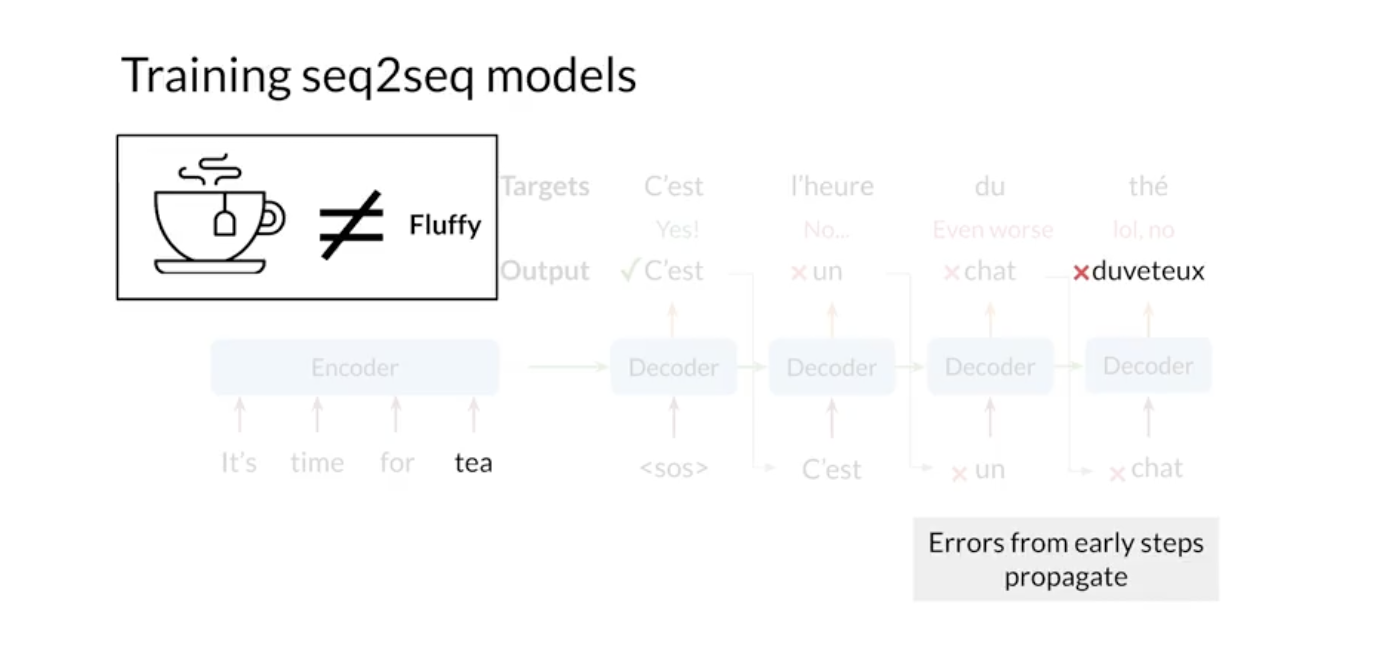 Training seq2seq models
Fluffy
Targets C'est l'heure du thé
Yes! No... Even worse lol, no
Output ✓C'est ×un ×chat ×duveteux
Encoder Decoder Decoder Decoder Decoder
It's time for tea <sos> C'est × un × chat
Errors from early steps
propagate